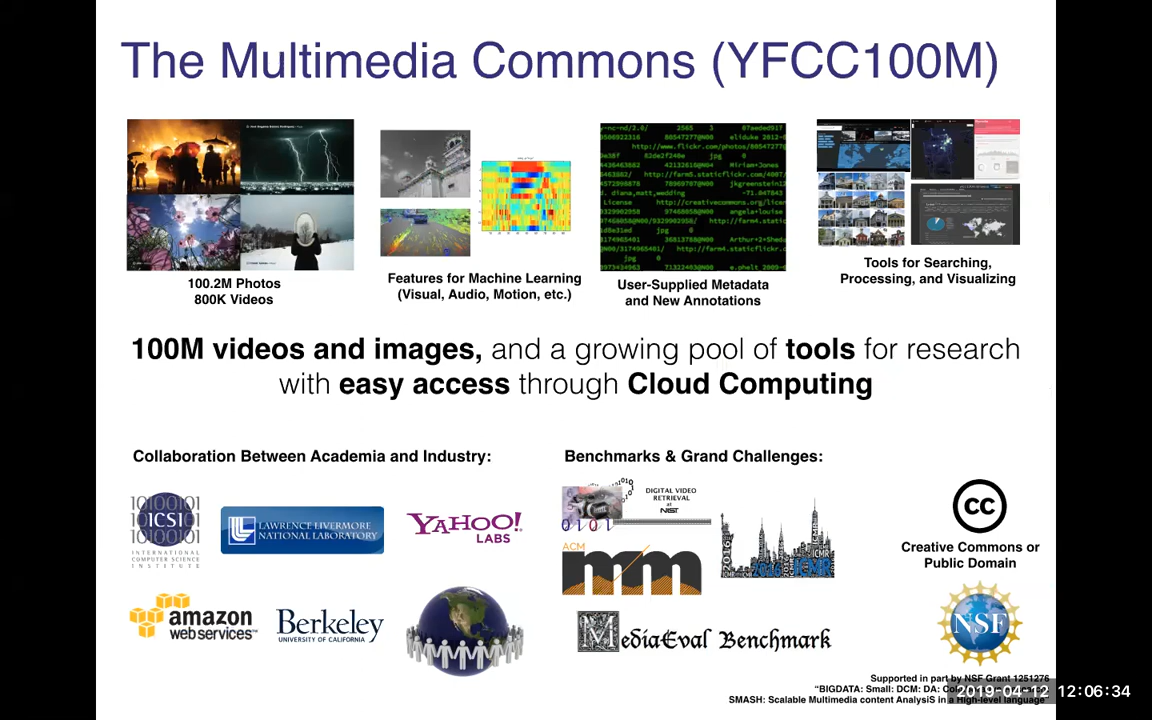 The Multimedia Commons (YFCC100M)
100.2M Photos
800K Videos
Features for Machine Learning
(Visual, Audio, Motion, etc.)
User-Supplied Metadata
and New Annotations
Tools for Searching,
Processing, and Visualizing
100M videos and images, and a growing pool of tools for research
with easy access through Cloud Computing
Collaboration Between Academia and Industry:
ICSI
INTERNATIONAL
COMPUTER SCIENCE
INSTITUTE
LAWRENCE LIVERMORE
NATIONAL LABORATORY
YAHOO!
LABS
amazon
web services™
Berkeley
UNIVERSITY OF CALIFORNIA
Benchmarks & Grand Challenges:
DIGITAL VIDEO
RETRIEVAL
at
NIST
ACM
mm
2016 ICMR
MediaEval Benchmark
CC
Creative Commons or
Public Domain
NSF
Supported in part by NSF Grant 1251276
“BIGDATA: Small: DCM: DA:
SMASH: Scalable Multimedia content AnalysiS in a High-level language”
2019-04-12 12:06:34